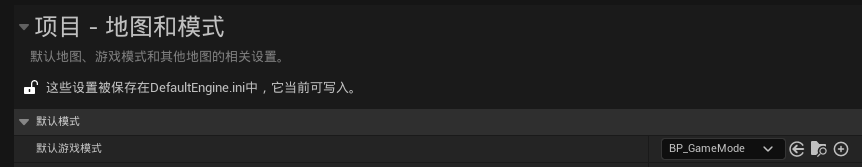 项目 - 地图和模式
默认地图、游戏模式和其他地图的相关设置。
这些设置被保存在DefaultEngine.ini中，它当前可写入。
默认模式
默认游戏模式
BP_GameMode